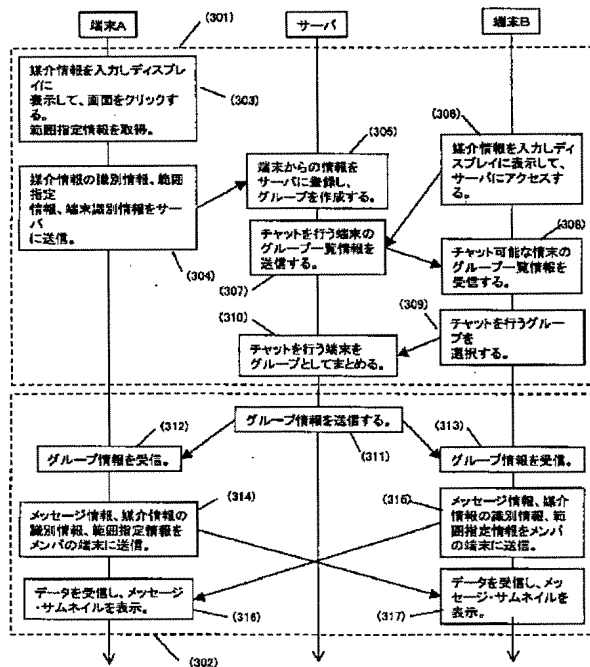 端末A
サーバ
端末B
(301)
媒介情報を入力しディスプレイに
表示して、画面をクリックする。
範囲指定情報を取得。
(303)
(306)
媒介情報を入力しディスプレイに表示して、サーバにアクセスする。
(305)
端末からの情報をサーバに登録し、グループを作成する。
媒介情報の識別情報、範囲指定
情報、端末識別情報をサーバ
に送信。
(304)
チャットを行う端末のグループ一覧情報を送信する。
(307)
(308)
チャット可能な情末のグループ一覧情報を受信する。
(309)
チャットを行うグループを
選択する。
(310)
チャットを行う端末をグループとしてまとめる。
グループ情報を送信する。
(311)
(312)
グループ情報を受信。
(313)
グループ情報を受信。
(314)
メッセージ情報、媒介情報の識別情報、範囲指定情報をメンバの端末に送信。
(315)
メッセージ情報、媒介情報の識別情報、範囲指定情報をメンバの端末に送信。
データを受信し、メッセージ・サムネイルを表示。
(316)
データを受信し、メッセージ・サムネイルを表示。
(317)
(302)